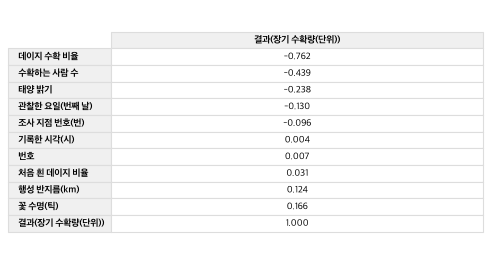 결과(장기 수확량(단위))
데이지 수확 비율 -0.762
수확하는 사람 수 -0.439
태양 밝기 -0.238
관찰한 요일(번째 날) -0.130
조사 지점 번호(번) -0.096
기록한 시각(시) 0.004
번호 0.007
처음 흰 데이지 비율 0.031
행성 반지름(km) 0.124
꽃 수명(틱) 0.166
결과(장기 수확량(단위)) 1.000